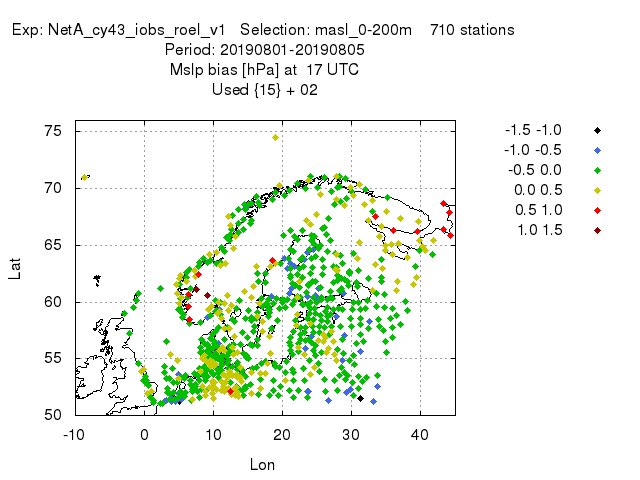 Exp: NetA_cy43_iobs_roel_v1 Selection: masl_0-200m 710 stations
Period: 20190801-20190805
Mslp bias [hPa] at 17 UTC
Used {15} + 02
-1.5 -1.0
-1.0 -0.5
-0.5 0.0
0.0 0.5
0.5 1.0
1.0 1.5
75
70
65
60
55
50
Lat
-10 0 10 20 30 40
Lon